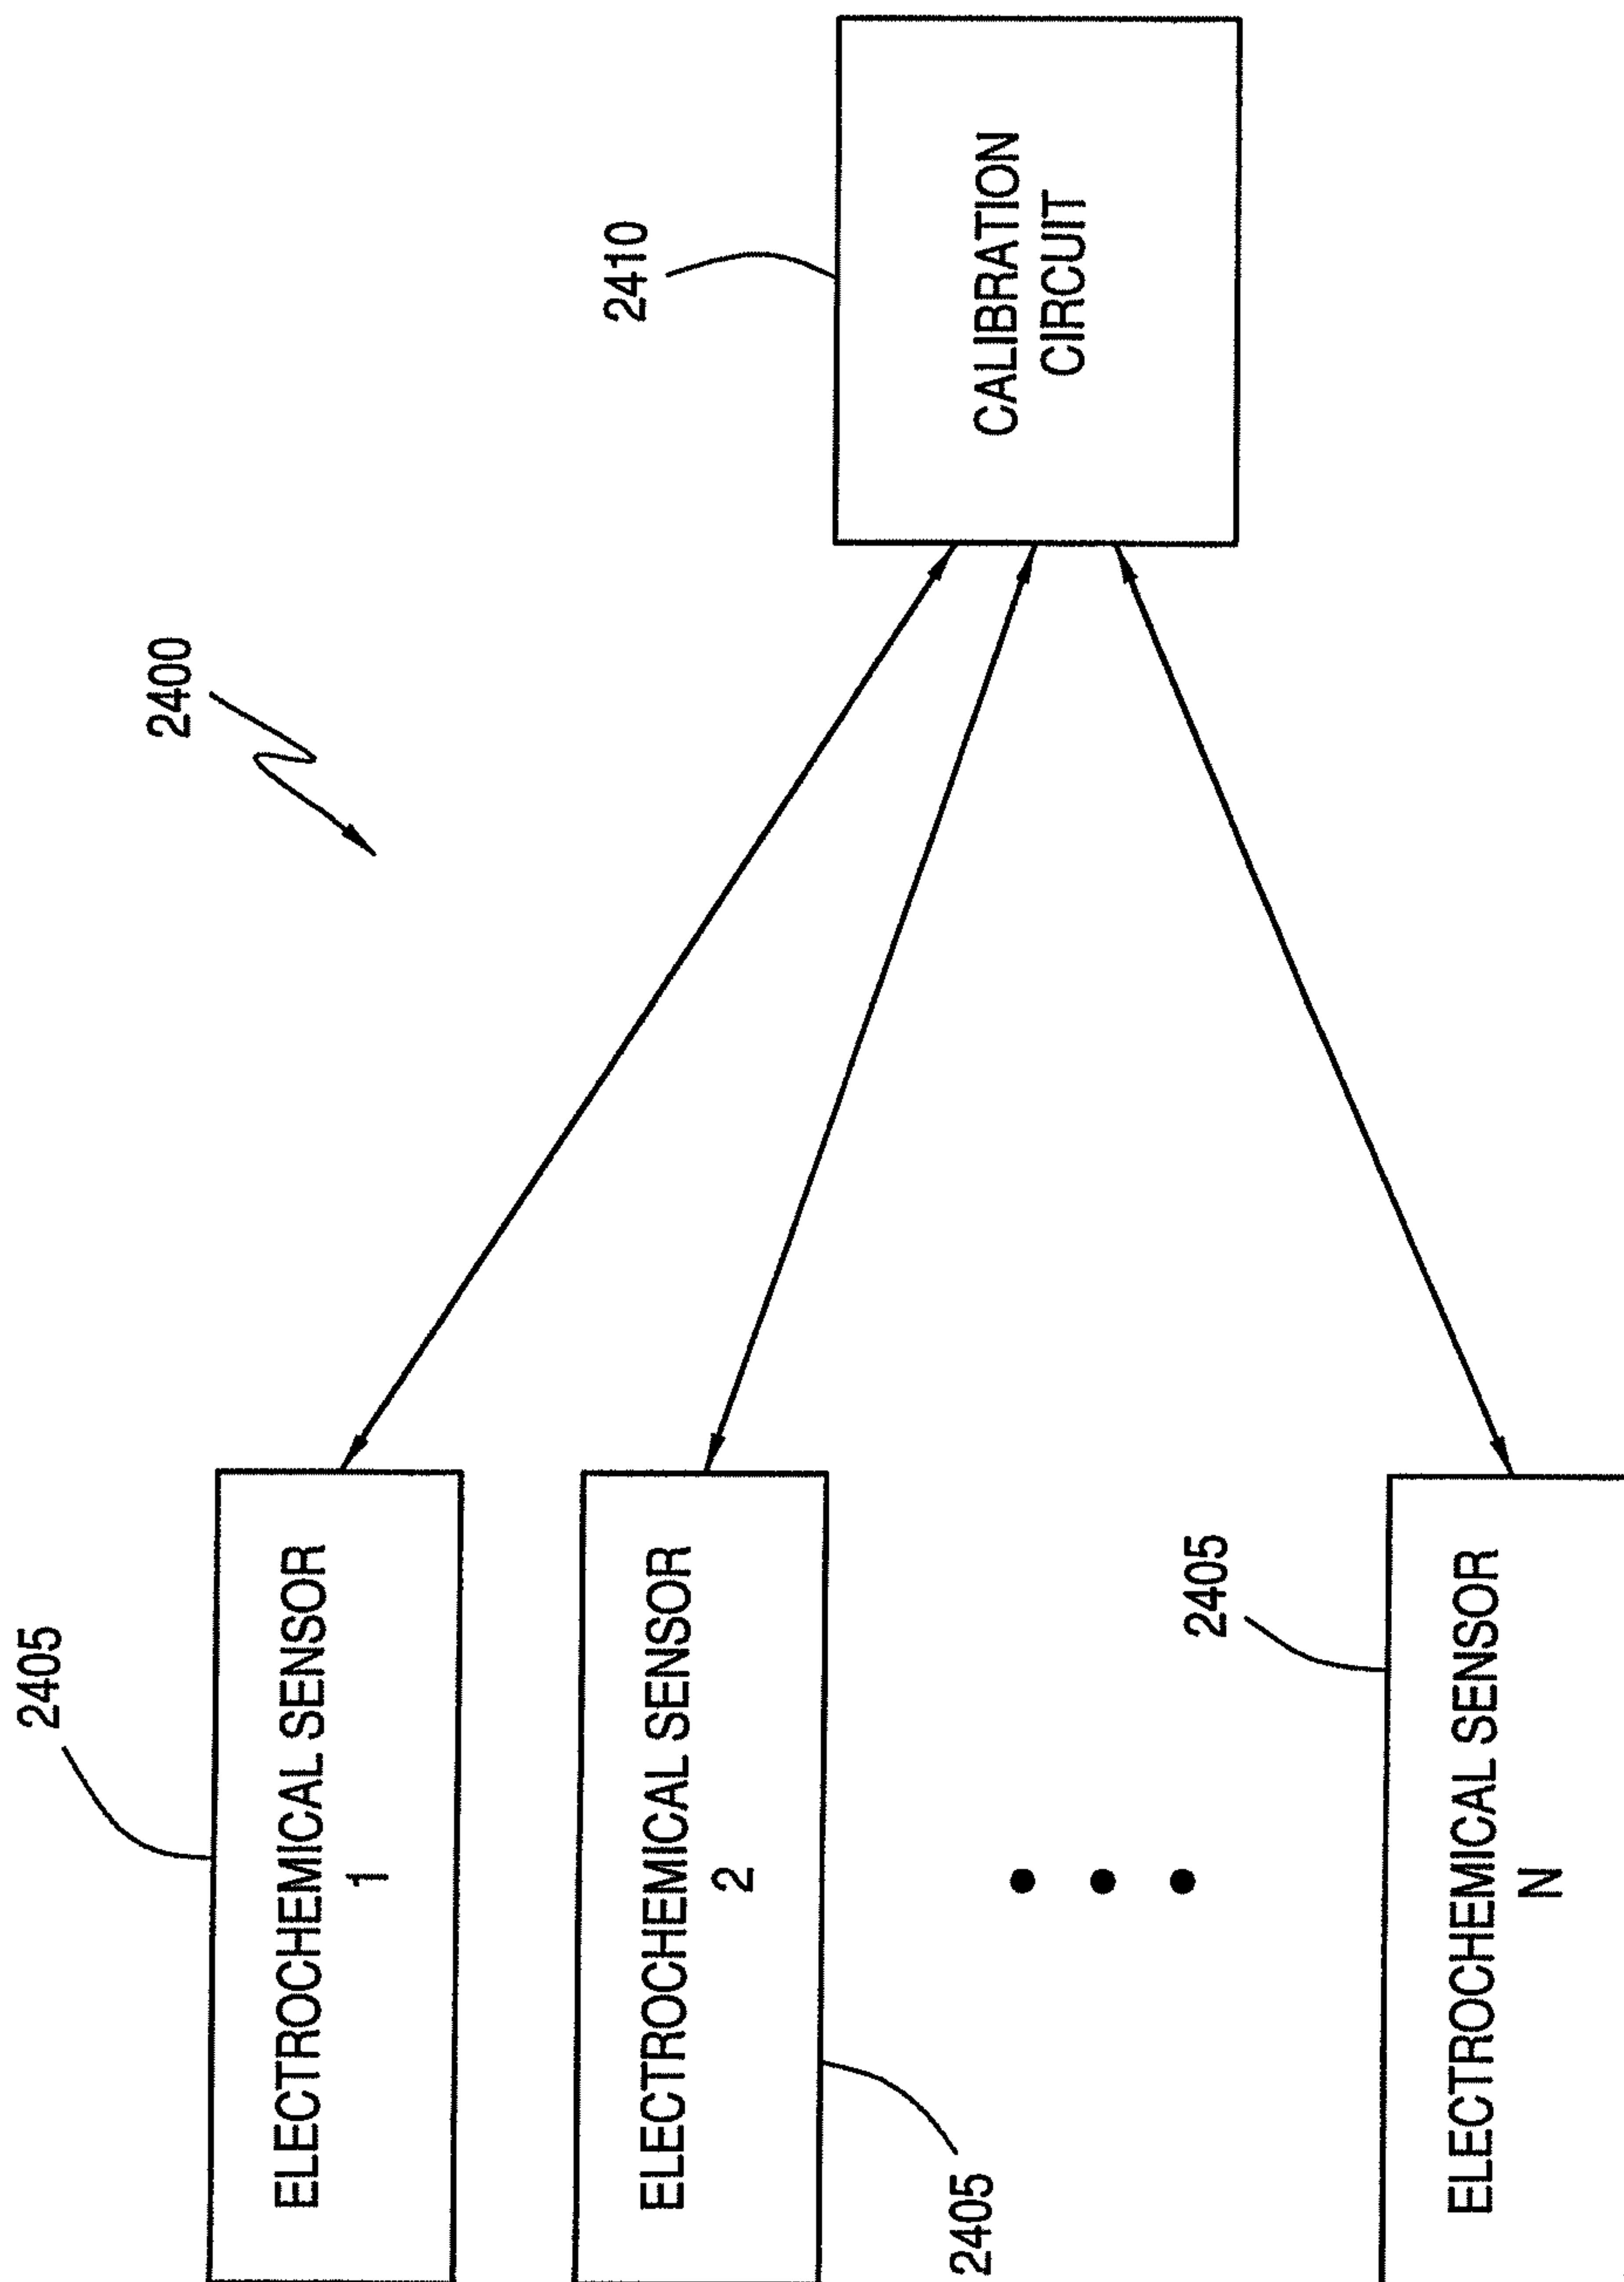 2400
2405
ELECTROCHEMICAL SENSOR
1
2410
CALIBRATION
CIRCUIT
ELECTROCHEMICAL SENSOR
2
2405
2405
ELECTROCHEMICAL SENSOR
N